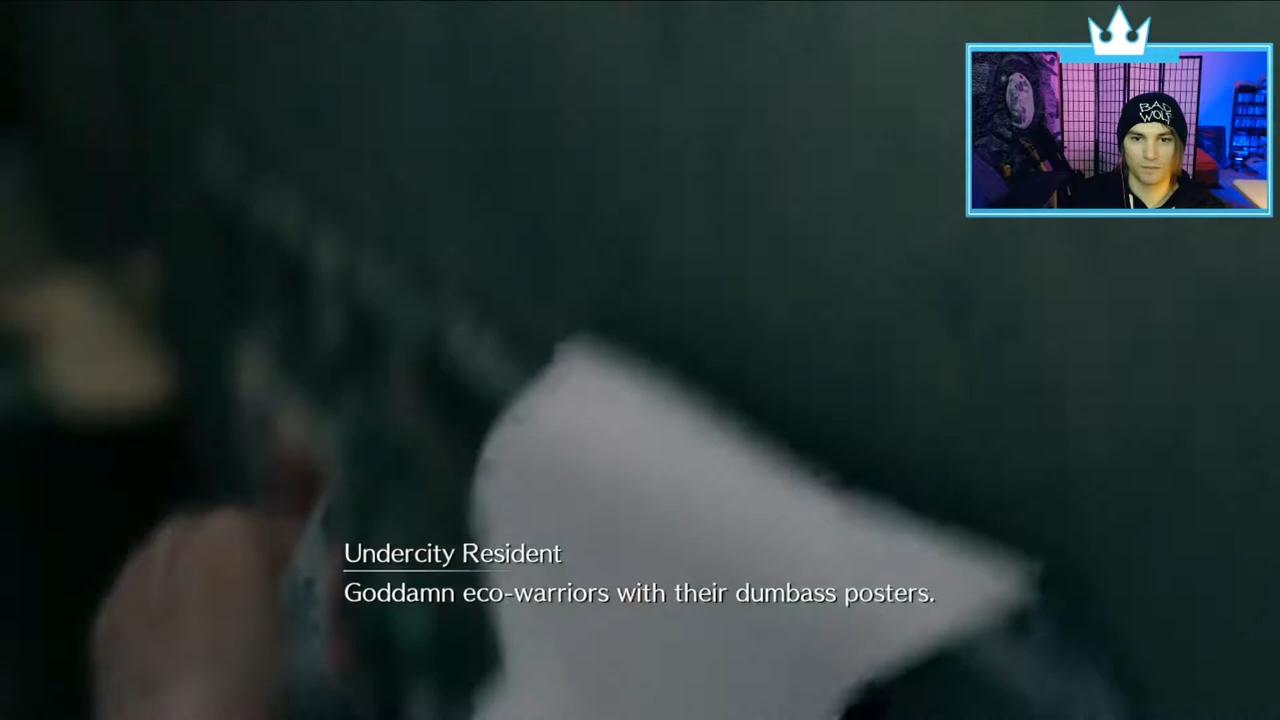 BAD
WOLF
Undercity Resident
Goddamn eco-warriors with their dumbass posters.